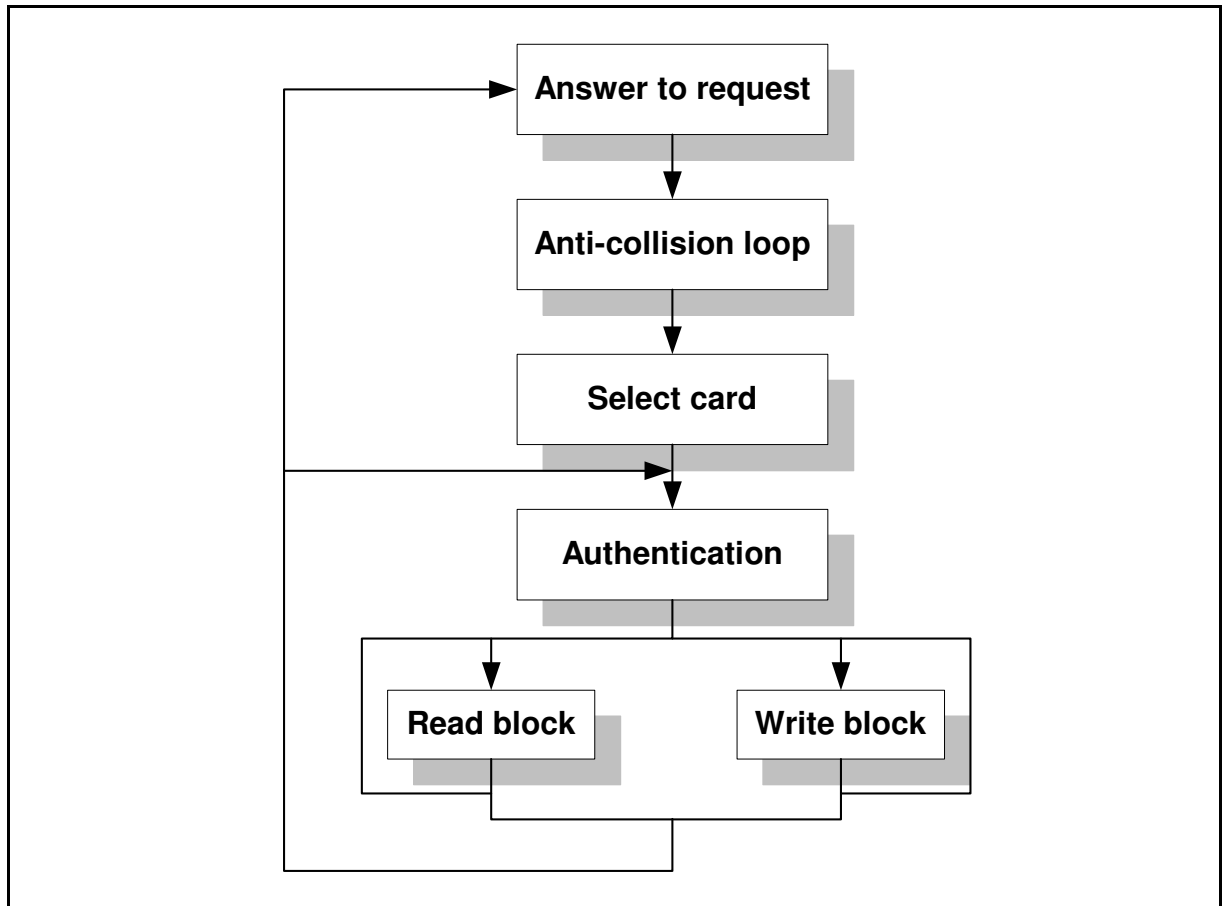 Answer to request
Anti-collision loop
Select card
Authentication
Read block
Write block